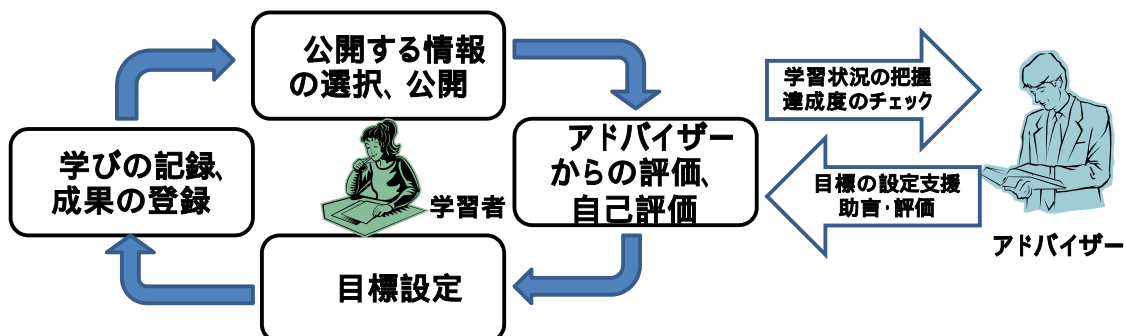 公開する情報
の選択、公開
学習状況の把握
達成度のチェック
アドバイザー
からの評価、
自己評価
学びの記録、
成果の登録
学習者
目標の設定支援
助言・評価
アドバイザー
目標設定